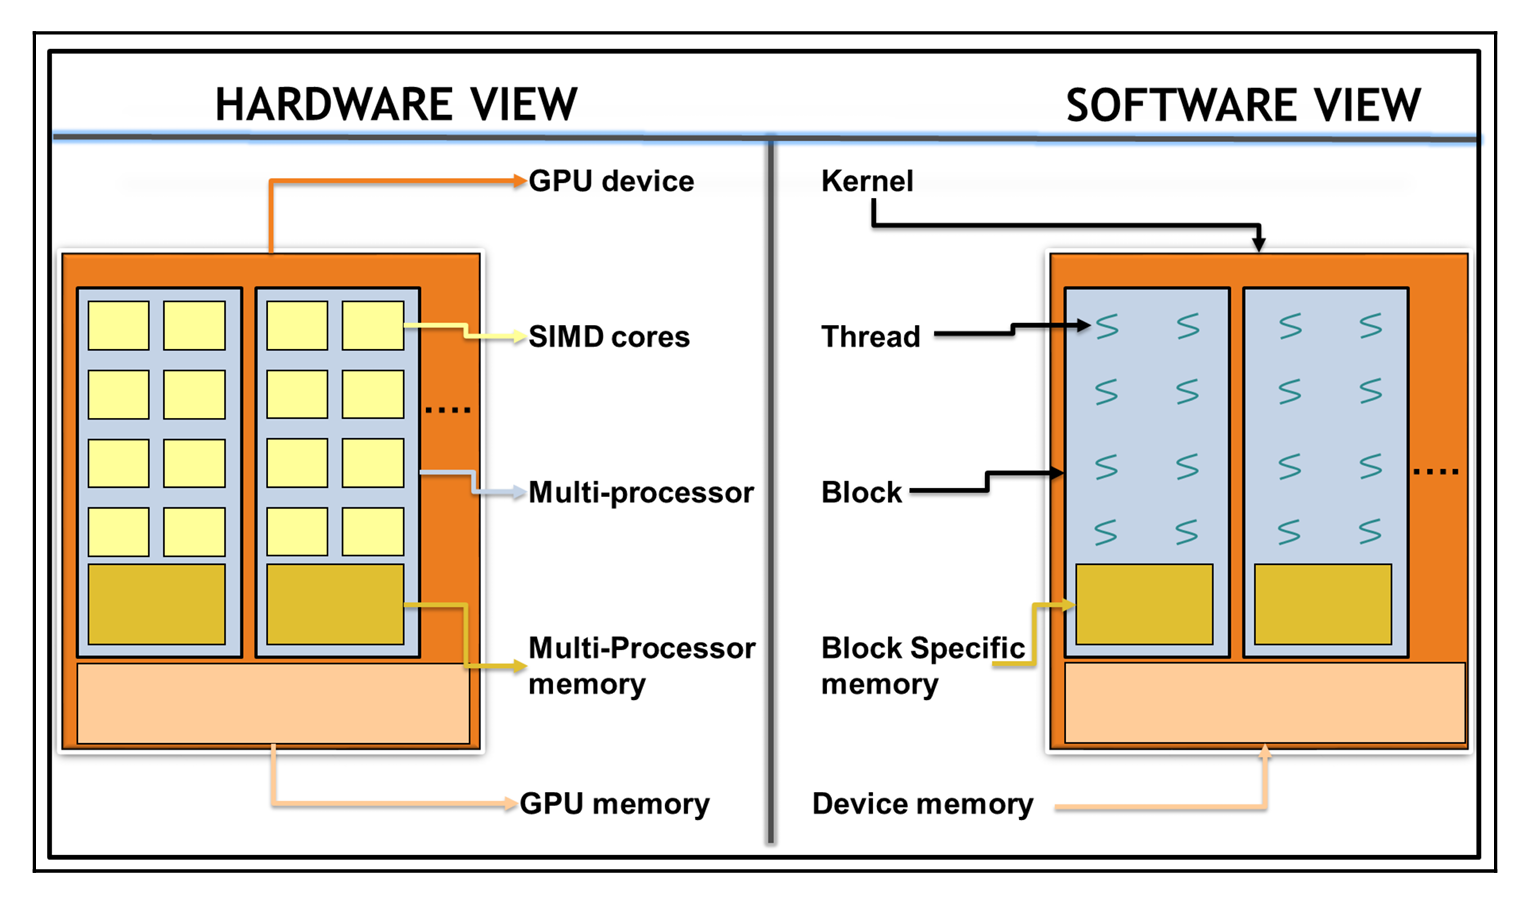 HARDWARE VIEW
SOFTWARE VIEW
GPU device
SIMD cores
....
Multi-processor
Multi-Processor
memory
GPU memory
Kernel
Thread
Block
....
Block Specific
memory
Device memory